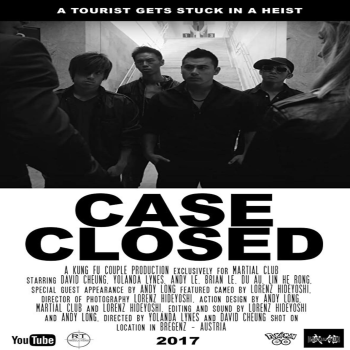 A TOURIST GETS STUCK IN A HEIST
CASE
CLOSED
A KUNG FU COUPLE PRODUCTION EXCLUSIVELY FOR MARTIAL CLUB
STARRING DAVID CHEUNG, YOLANDA LYNES, ANDY LE, BRIAN LE, DU AU, LIN HE RONG,
SPECIAL GUEST APPEARANCE BY ANDY LONG FEATURED CAMEO BY LORENZ HIDEYOSHI,
DIRECTOR OF PHOTOGRAPHY LORENZ HIDEYOSHI, ACTION DESIGN BY ANDY LONG,
MARTIAL CLUB AND LORENZ HIDEYOSHI, EDITING AND SOUND BY LORENZ HIDEYOSHI
AND ANDY LONG, DIRECTED BY YOLANDA LYNES AND DAVID CHEUNG SHOT ON
LOCATION IN BREGENZ - AUSTRIA
YouTube
RT
2017
POKÉMON
GO